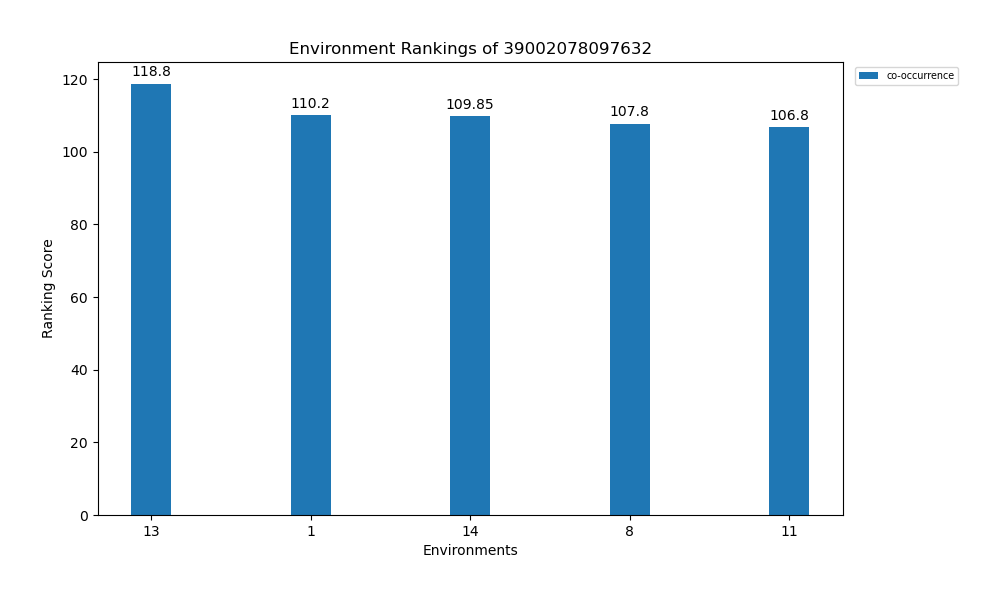 Environment Rankings of 39002078097632
co-occurrence
118.8
110.2
109.85
107.8
106.8
120
100
80
60
40
20
0
Ranking Score
13 1 14 8 11
Environments